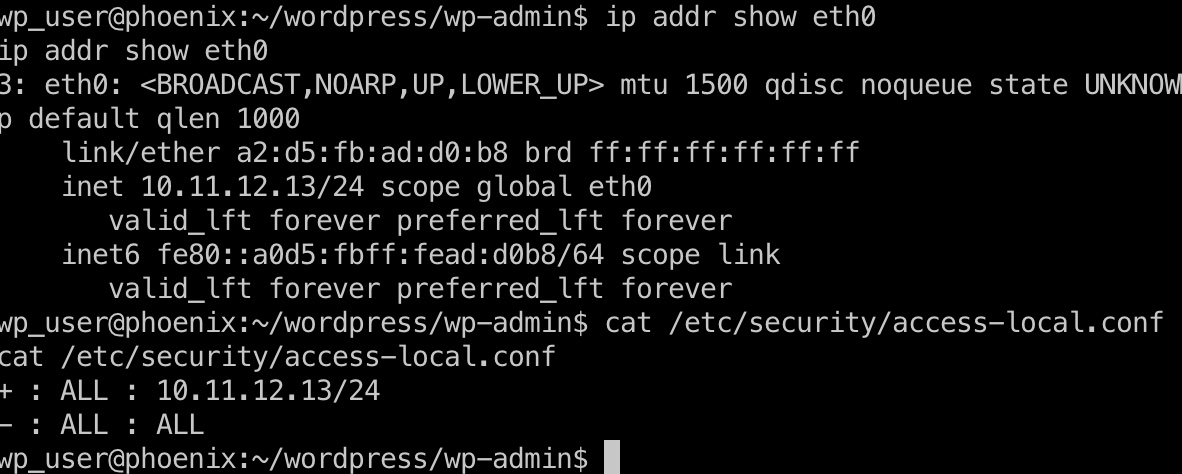 wp_user@phoenix:~/wordpress/wp-admin$ ip addr show eth0
ip addr show eth0
3: eth0: <BROADCAST,NOARP,UP,LOWER_UP> mtu 1500 qdisc noqueue state UNKNOW
p default qlen 1000
    link/ether a2:d5:fb:ad:d0:b8 brd ff:ff:ff:ff:ff:ff
    inet 10.11.12.13/24 scope global eth0
       valid_lft forever preferred_lft forever
    inet6 fe80::a0d5:fbff:fead:d0b8/64 scope link
       valid_lft forever preferred_lft forever
wp_user@phoenix:~/wordpress/wp-admin$ cat /etc/security/access-local.conf
cat /etc/security/access-local.conf
+ : ALL : 10.11.12.13/24
- : ALL : ALL
wp_user@phoenix:~/wordpress/wp-admin$